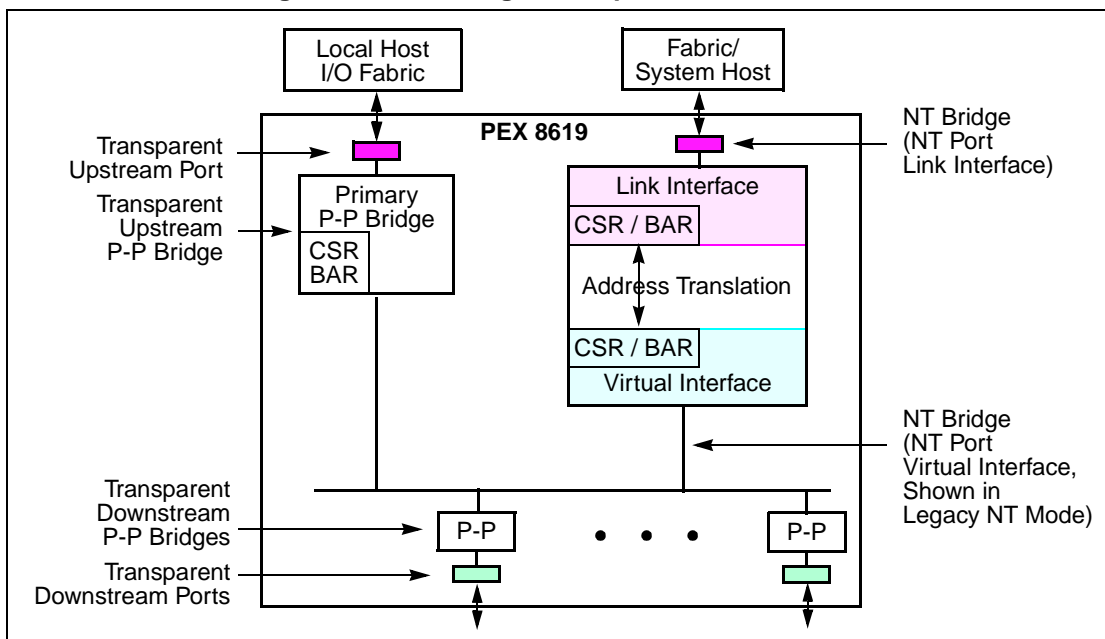 Local Host
I/O Fabric
Fabric/
System Host
PEX 8619
NT Bridge
(NT Port
Link Interface)
Transparent
Upstream Port
Transparent
Upstream
P-P Bridge
Primary
P-P Bridge
CSR
BAR
Link Interface
CSR / BAR
Address Translation
CSR / BAR
Virtual Interface
NT Bridge
(NT Port
Virtual Interface,
Shown in
Legacy NT Mode)
Transparent
Downstream
P-P Bridges
P-P
P-P
Transparent
Downstream Ports